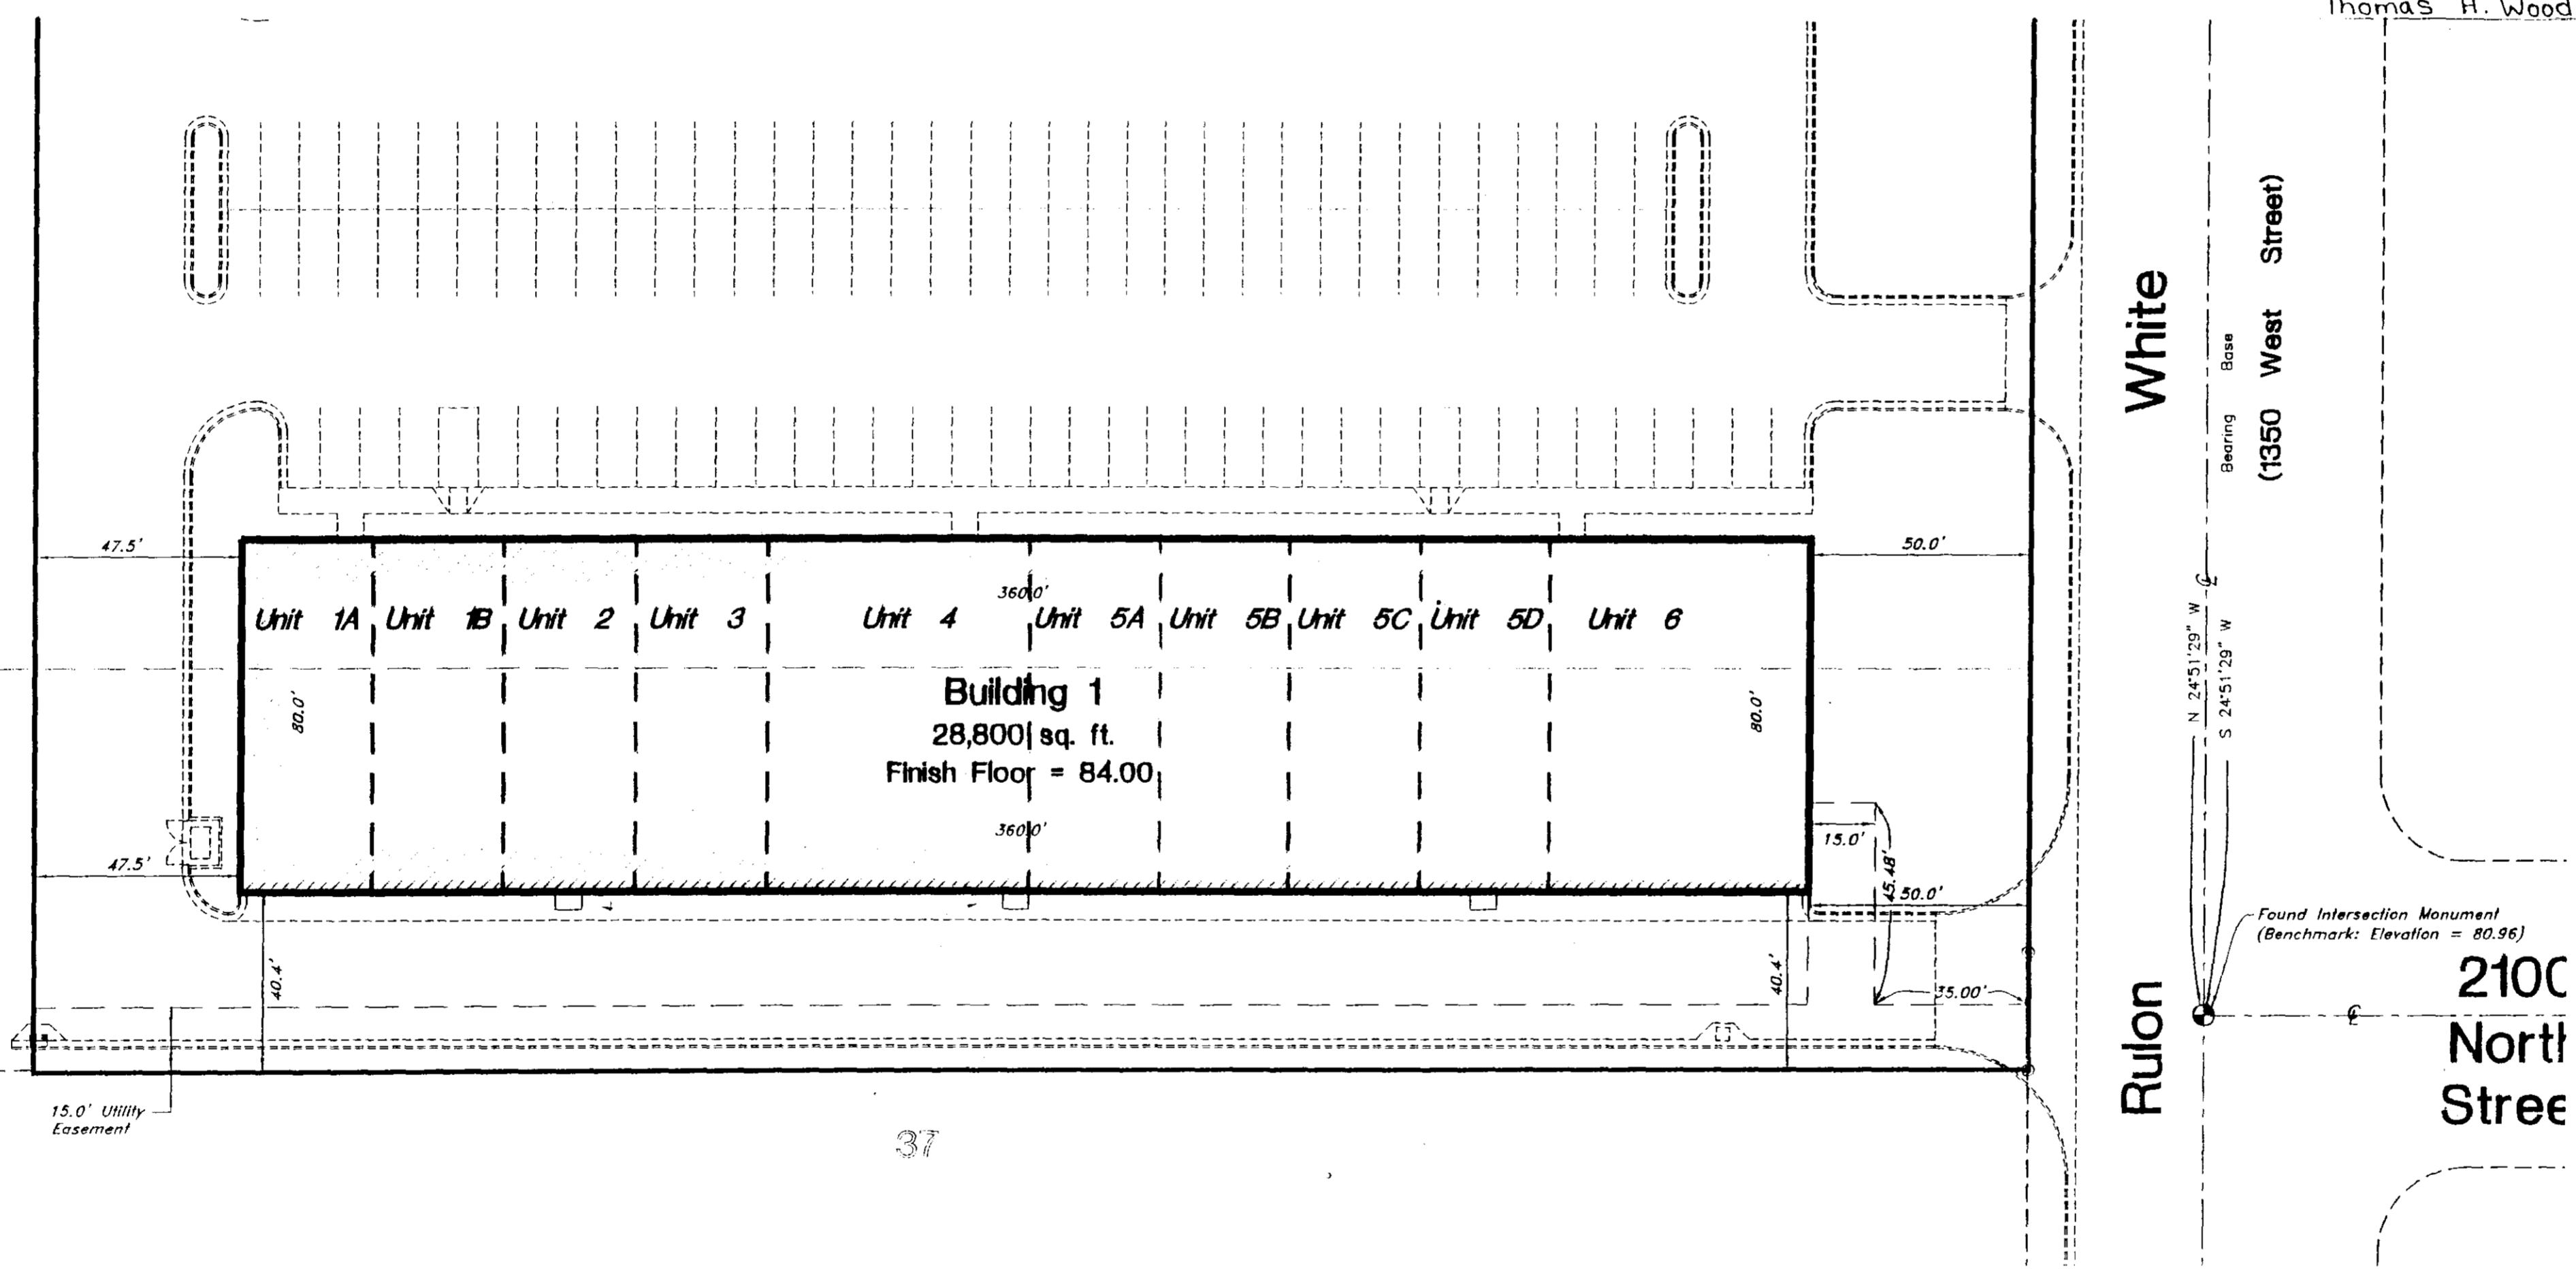 Thomas H. Wood
White
(1350 West Street)
Bearing Base
47.5'
50.0'
360.0'
Unit 1A
Unit 1B
Unit 2
Unit 3
Unit 4
Unit 5A
Unit 5B
Unit 5C
Unit 5D
Unit 6
N 24°51'29" W
S 24°51'29" W
℄
80.0'
Building 1
80.0'
28,800 sq. ft.
Finish Floor = 84.00
360.0'
15.0'
47.5'
45.48'
50.0'
Found Intersection Monument
(Benchmark: Elevation = 80.96)
40.4'
40.4'
35.00'
2100
℄
Rulon
North
Stree
15.0' Utility
Easement
37